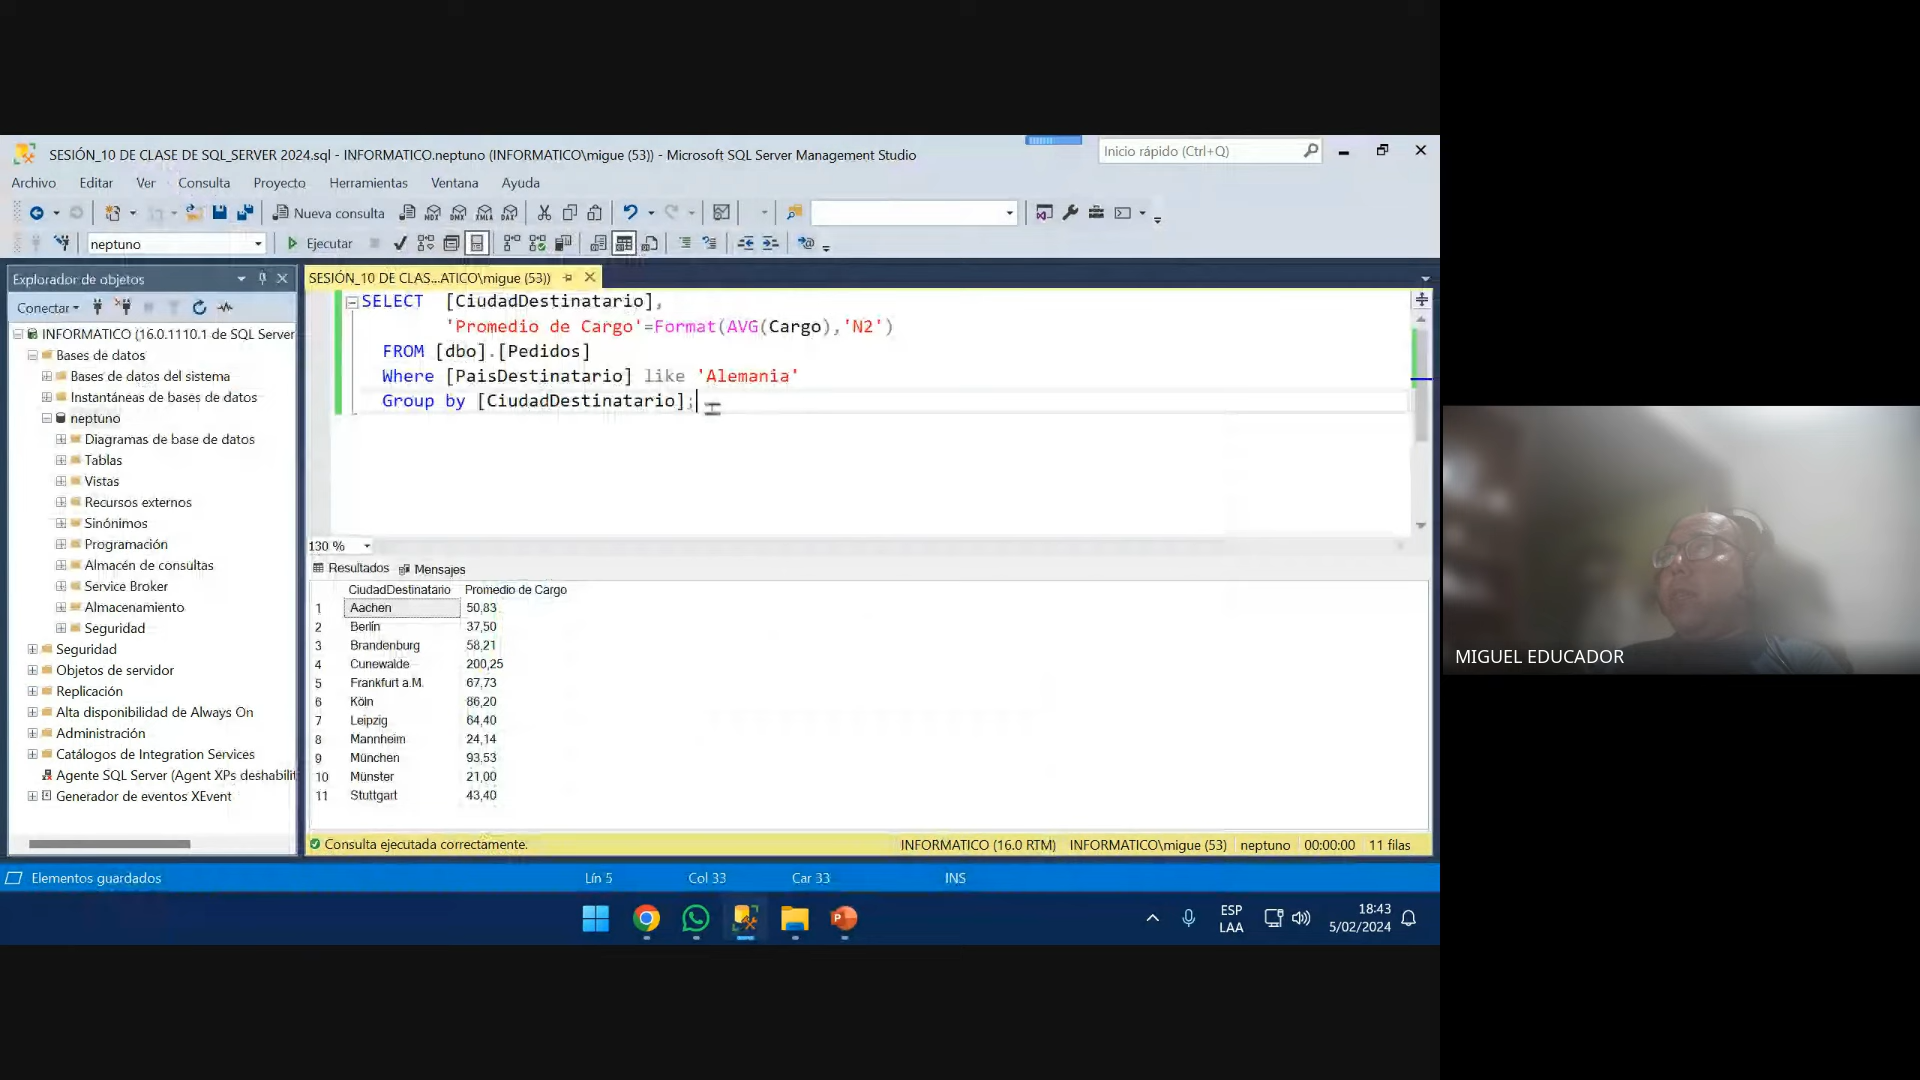 SESIÓN_10 DE CLASE DE SQL_SERVER 2024.sql - INFORMATICO.neptuno (INFORMATICO\migue (53)) - Microsoft SQL Server Management Studio
Inicio rápido (Ctrl+Q)
Archivo Editar Ver Consulta Proyecto Herramientas Ventana Ayuda
Nueva consulta MDX DMX XMLA DAX
neptuno Ejecutar
Explorador de objetos
SESIÓN_10 DE CLAS...ATICO\migue (53))
Conectar
INFORMATICO (16.0.1110.1 de SQL Server
Bases de datos
Bases de datos del sistema
Instantáneas de bases de datos
neptuno
Diagramas de base de datos
Tablas
Vistas
Recursos externos
Sinónimos
Programación
Almacén de consultas
Service Broker
Almacenamiento
Seguridad
Seguridad
Objetos de servidor
Replicación
Alta disponibilidad de Always On
Administración
Catálogos de Integration Services
Agente SQL Server (Agent XPs deshabilit
Generador de eventos XEvent
SELECT [CiudadDestinatario],
'Promedio de Cargo'=Format(AVG(Cargo),'N2')
FROM [dbo].[Pedidos]
Where [PaisDestinatario] like 'Alemania'
Group by [CiudadDestinatario];
130 %
Resultados Mensajes
CiudadDestinatario Promedio de Cargo
1 Aachen 50,83
2 Berlín 37,50
3 Brandenburg 58,21
4 Cunewalde 200,25
5 Frankfurt a.M. 67,73
6 Köln 86,20
7 Leipzig 64,40
8 Mannheim 24,14
9 München 93,53
10 Münster 21,00
11 Stuttgart 43,40
Consulta ejecutada correctamente. INFORMATICO (16.0 RTM) INFORMATICO\migue (53) neptuno 00:00:00 11 filas
Elementos guardados Lín 5 Col 33 Car 33 INS
ESP
LAA
18:43
5/02/2024
MIGUEL EDUCADOR